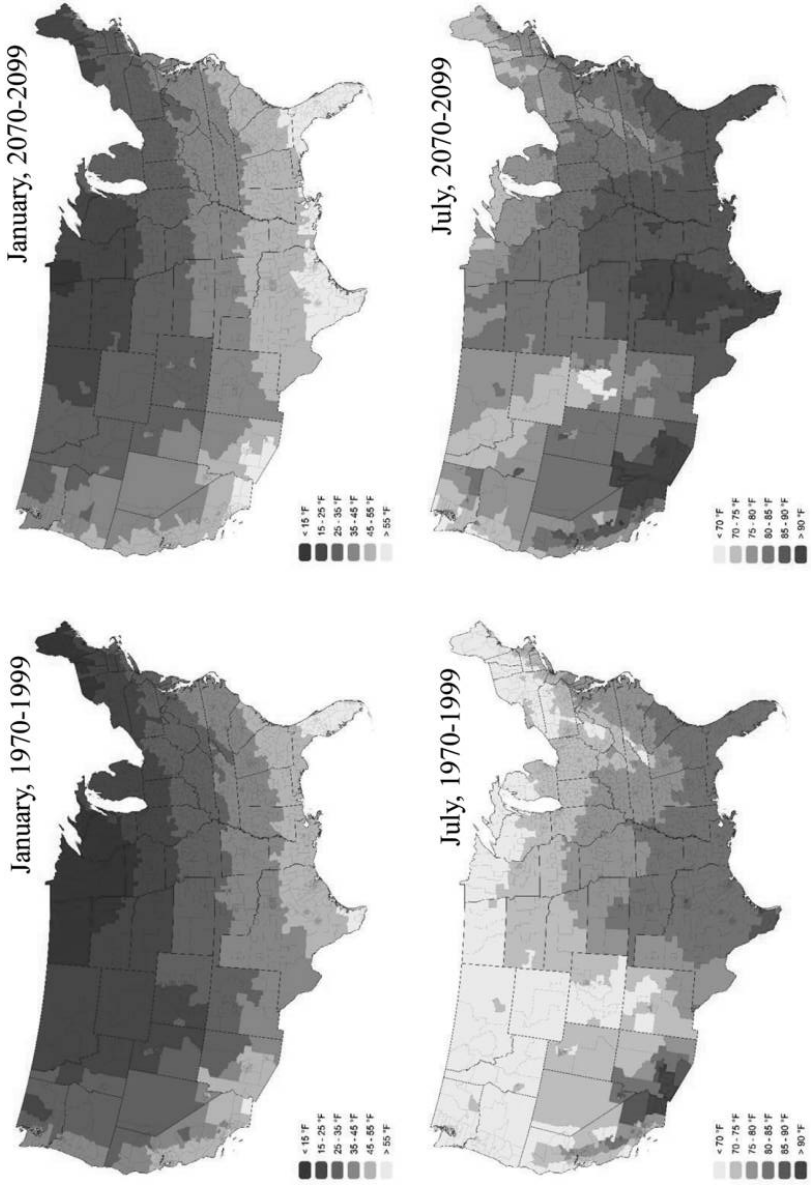 January, 1970-1999
< 15 °F
15 - 25 °F
25 - 35 °F
35 - 45 °F
45 - 55 °F
> 55 °F
January, 2070-2099
< 15 °F
15 - 25 °F
25 - 35 °F
35 - 45 °F
45 - 55 °F
> 55 °F
July, 1970-1999
< 70 °F
70 - 75 °F
75 - 80 °F
80 - 85 °F
85 - 90 °F
> 90 °F
July, 2070-2099
< 70 °F
70 - 75 °F
75 - 80 °F
80 - 85 °F
85 - 90 °F
> 90 °F